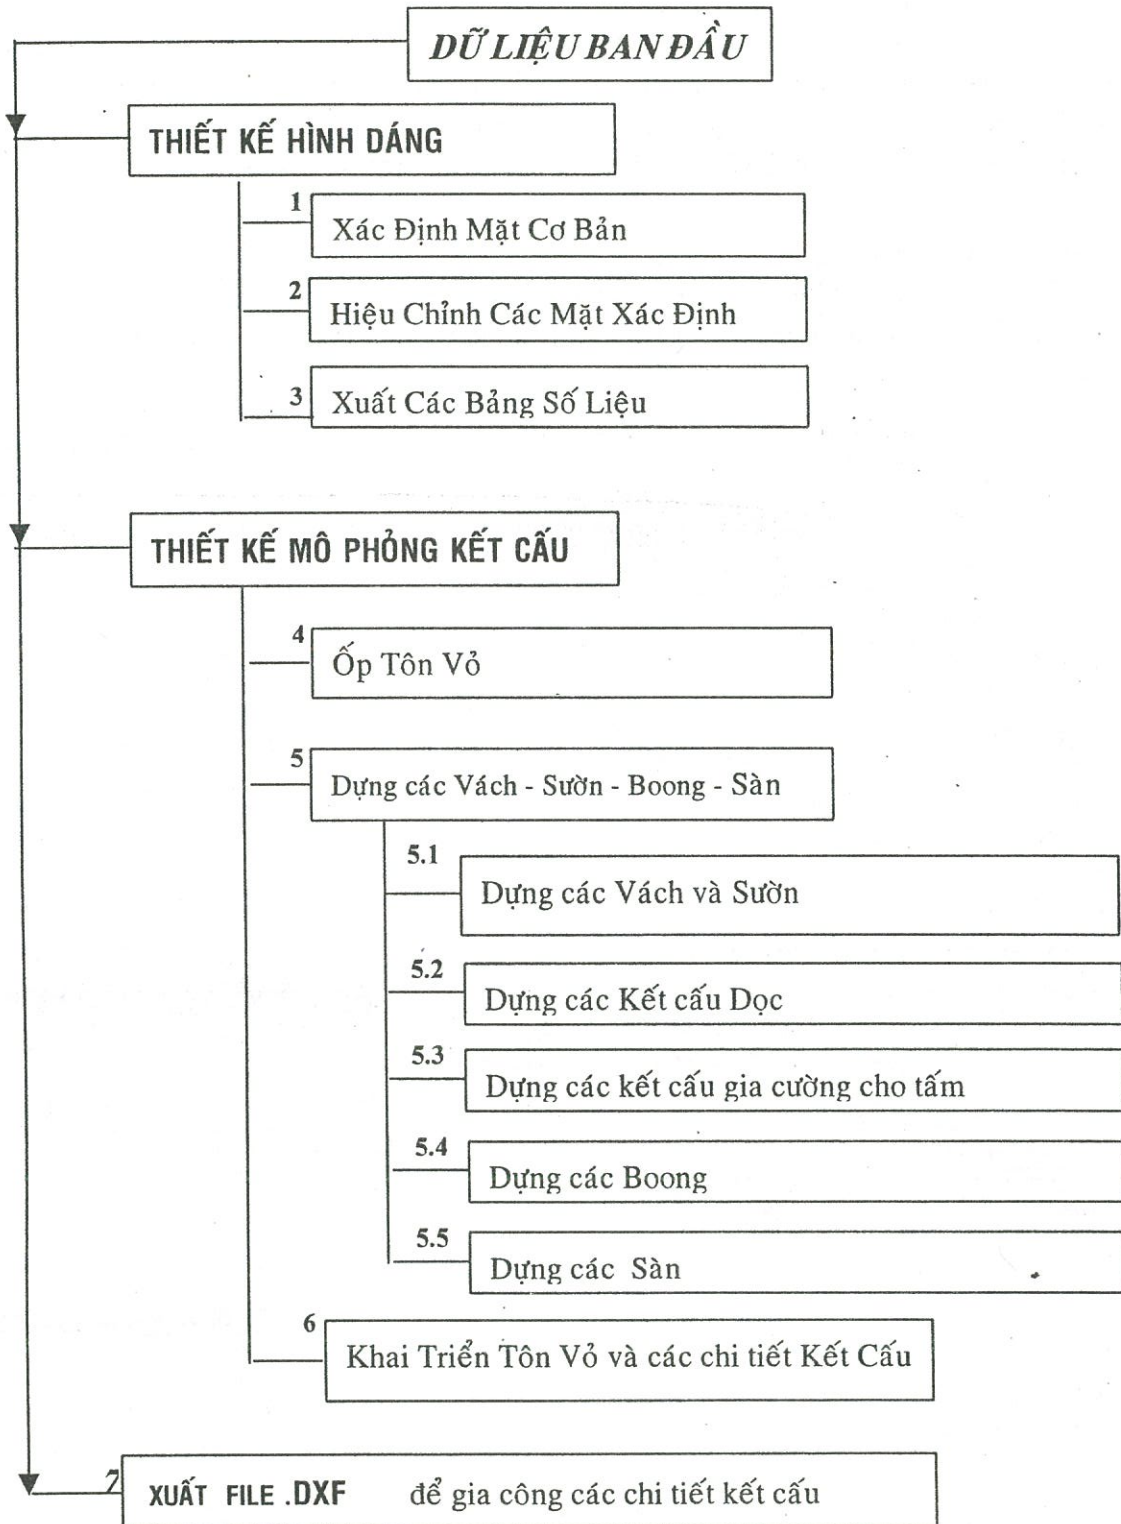 DỮ LIỆU BAN ĐẦU
THIẾT KẾ HÌNH DÁNG
1
Xác Định Mặt Cơ Bản
2
Hiệu Chỉnh Các Mặt Xác Định
3
Xuất Các Bảng Số Liệu
THIẾT KẾ MÔ PHỎNG KẾT CẤU
4
Ốp Tôn Vỏ
5
Dựng các Vách - Sườn - Boong - Sàn
5.1
Dựng các Vách và Sườn
5.2
Dựng các Kết cấu Dọc
5.3
Dựng các kết cấu gia cường cho tấm
5.4
Dựng các Boong
5.5
Dựng các Sàn
6
Khai Triển Tôn Vỏ và các chi tiết Kết Cấu
7
XUẤT FILE .DXF để gia công các chi tiết kết cấu